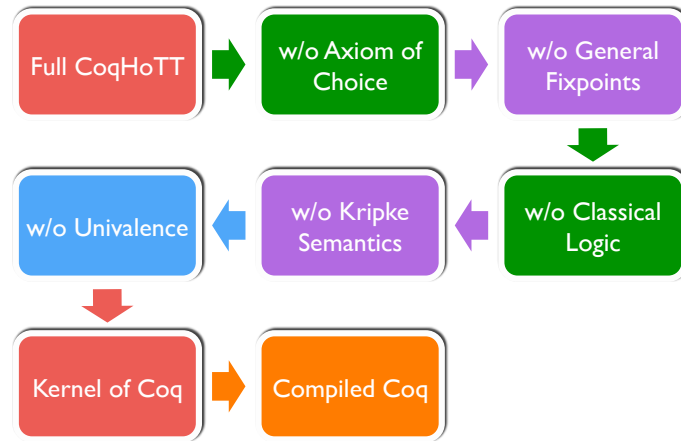 Full CoqHoTT
w/o Axiom of
Choice
w/o General
Fixpoints
w/o Classical
Logic
w/o Kripke
Semantics
w/o Univalence
Kernel of Coq
Compiled Coq